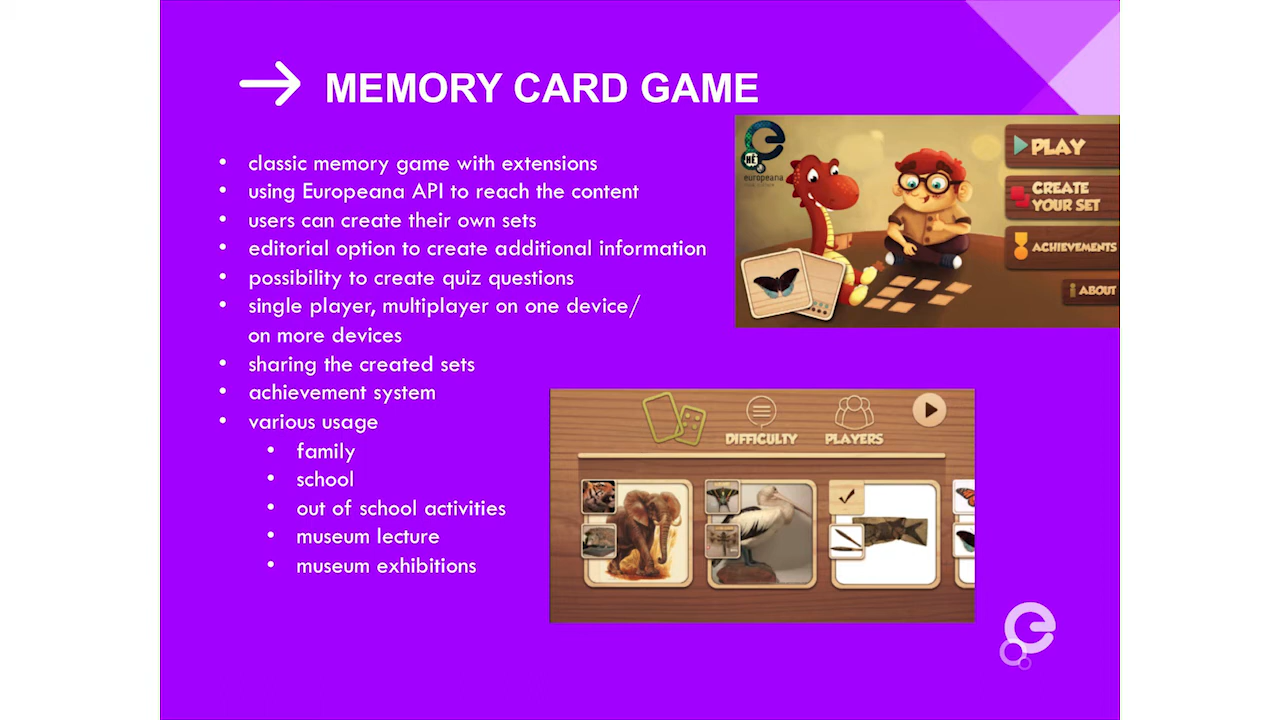 MEMORY CARD GAME
• classic memory game with extensions
• using Europeana API to reach the content
• users can create their own sets
• editorial option to create additional information
• possibility to create quiz questions
• single player, multiplayer on one device/
on more devices
• sharing the created sets
• achievement system
• various usage
• family
• school
• out of school activities
• museum lecture
• museum exhibitions
europeana
PLAY
CREATE
YOUR SET
ACHIEVEMENTS
ABOUT
DIFFICULTY
PLAYERS